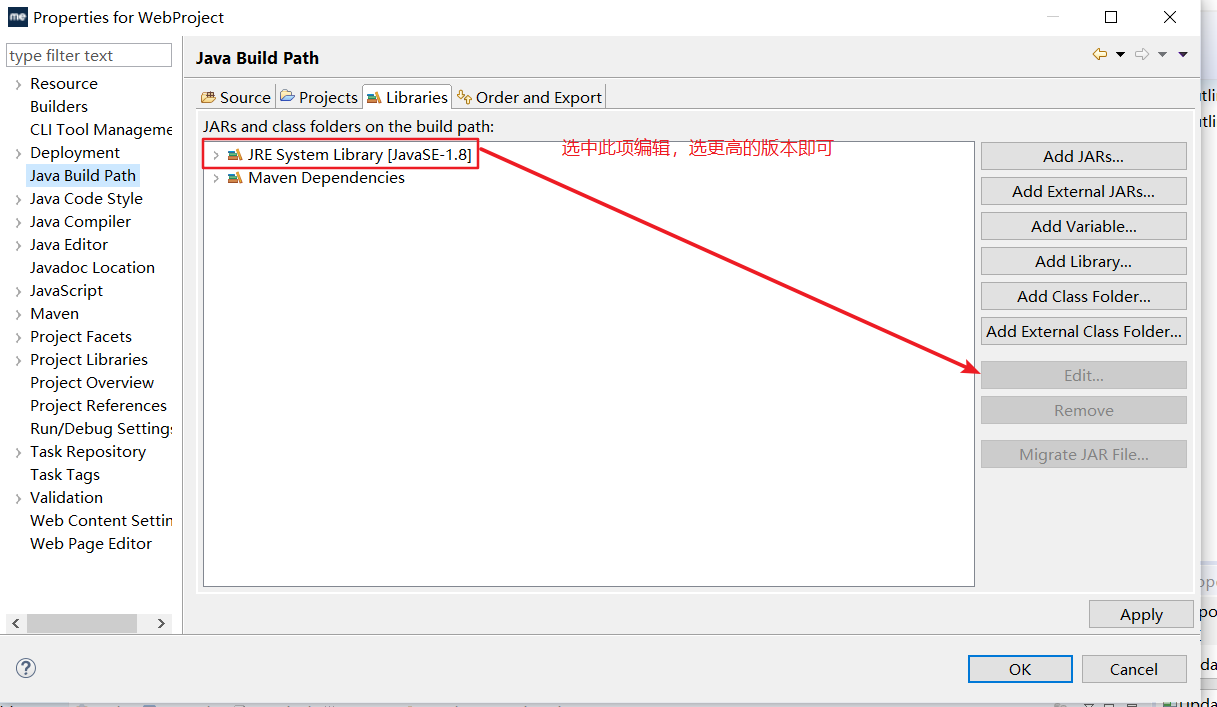 me Properties for WebProject
type filter text
Resource
Builders
CLI Tool Manageme
Deployment
Java Build Path
Java Code Style
Java Compiler
Java Editor
Javadoc Location
JavaScript
Maven
Project Facets
Project Libraries
Project Overview
Project References
Run/Debug Settings
Task Repository
Task Tags
Validation
Web Content Settin
Web Page Editor
Java Build Path
Source Projects Libraries Order and Export
JARs and class folders on the build path:
JRE System Library [JavaSE-1.8]
Maven Dependencies
选中此项编辑，选更高的版本即可
Add JARs...
Add External JARs...
Add Variable...
Add Library...
Add Class Folder...
Add External Class Folder...
Edit...
Remove
Migrate JAR File...
Apply
OK Cancel